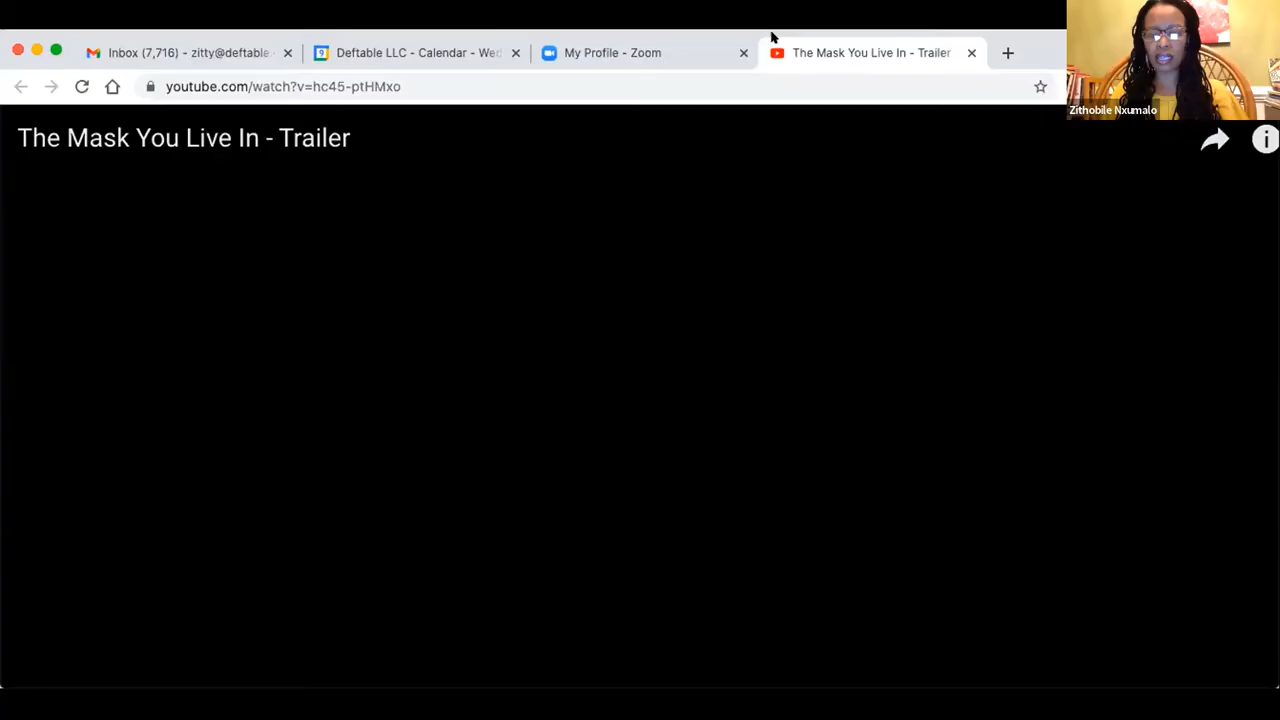 Inbox (7,716) - zitty@deftable.
Deftable LLC - Calendar - Wed
My Profile - Zoom
The Mask You Live In - Trailer
youtube.com/watch?v=hc45-ptHMxo
Zithobile Nxumalo
The Mask You Live In - Trailer